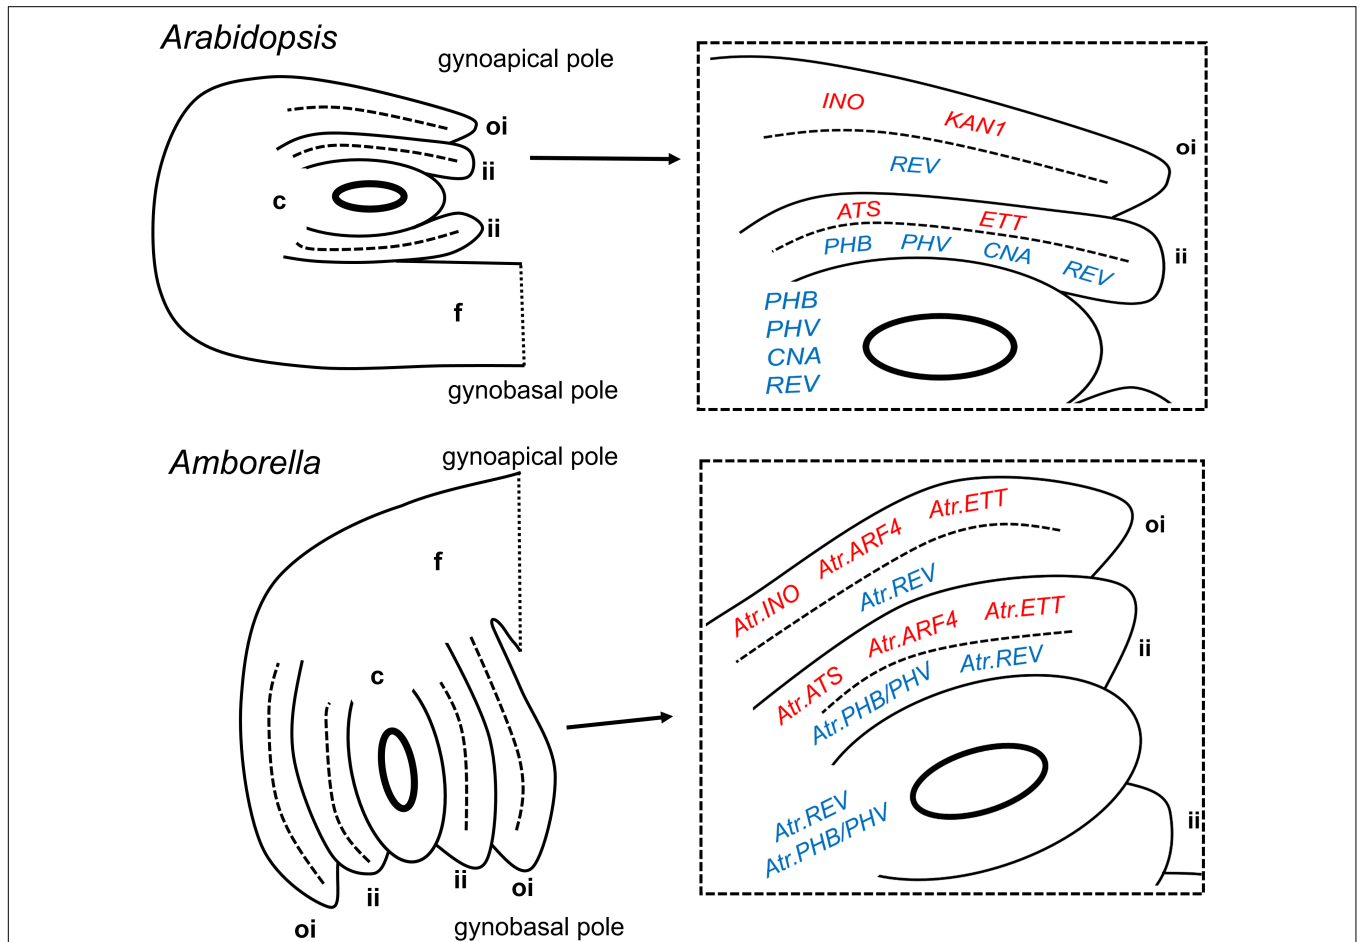 Arabidopsis
gynoapical pole
oi
ii
c
ii
f
gynobasal pole
INO
KAN1
REV
oi
ATS
ETT
PHB
PHV
CNA
REV
ii
PHB
PHV
CNA
REV
Amborella
gynoapical pole
f
c
oi
ii
ii
oi
gynobasal pole
Atr.INO
Atr.ARF4
Atr.ETT
oi
Atr.REV
Atr.ATS
Atr.ARF4
Atr.ETT
ii
Atr.PHB/PHV
Atr.REV
Atr.REV
Atr.PHB/PHV
ii